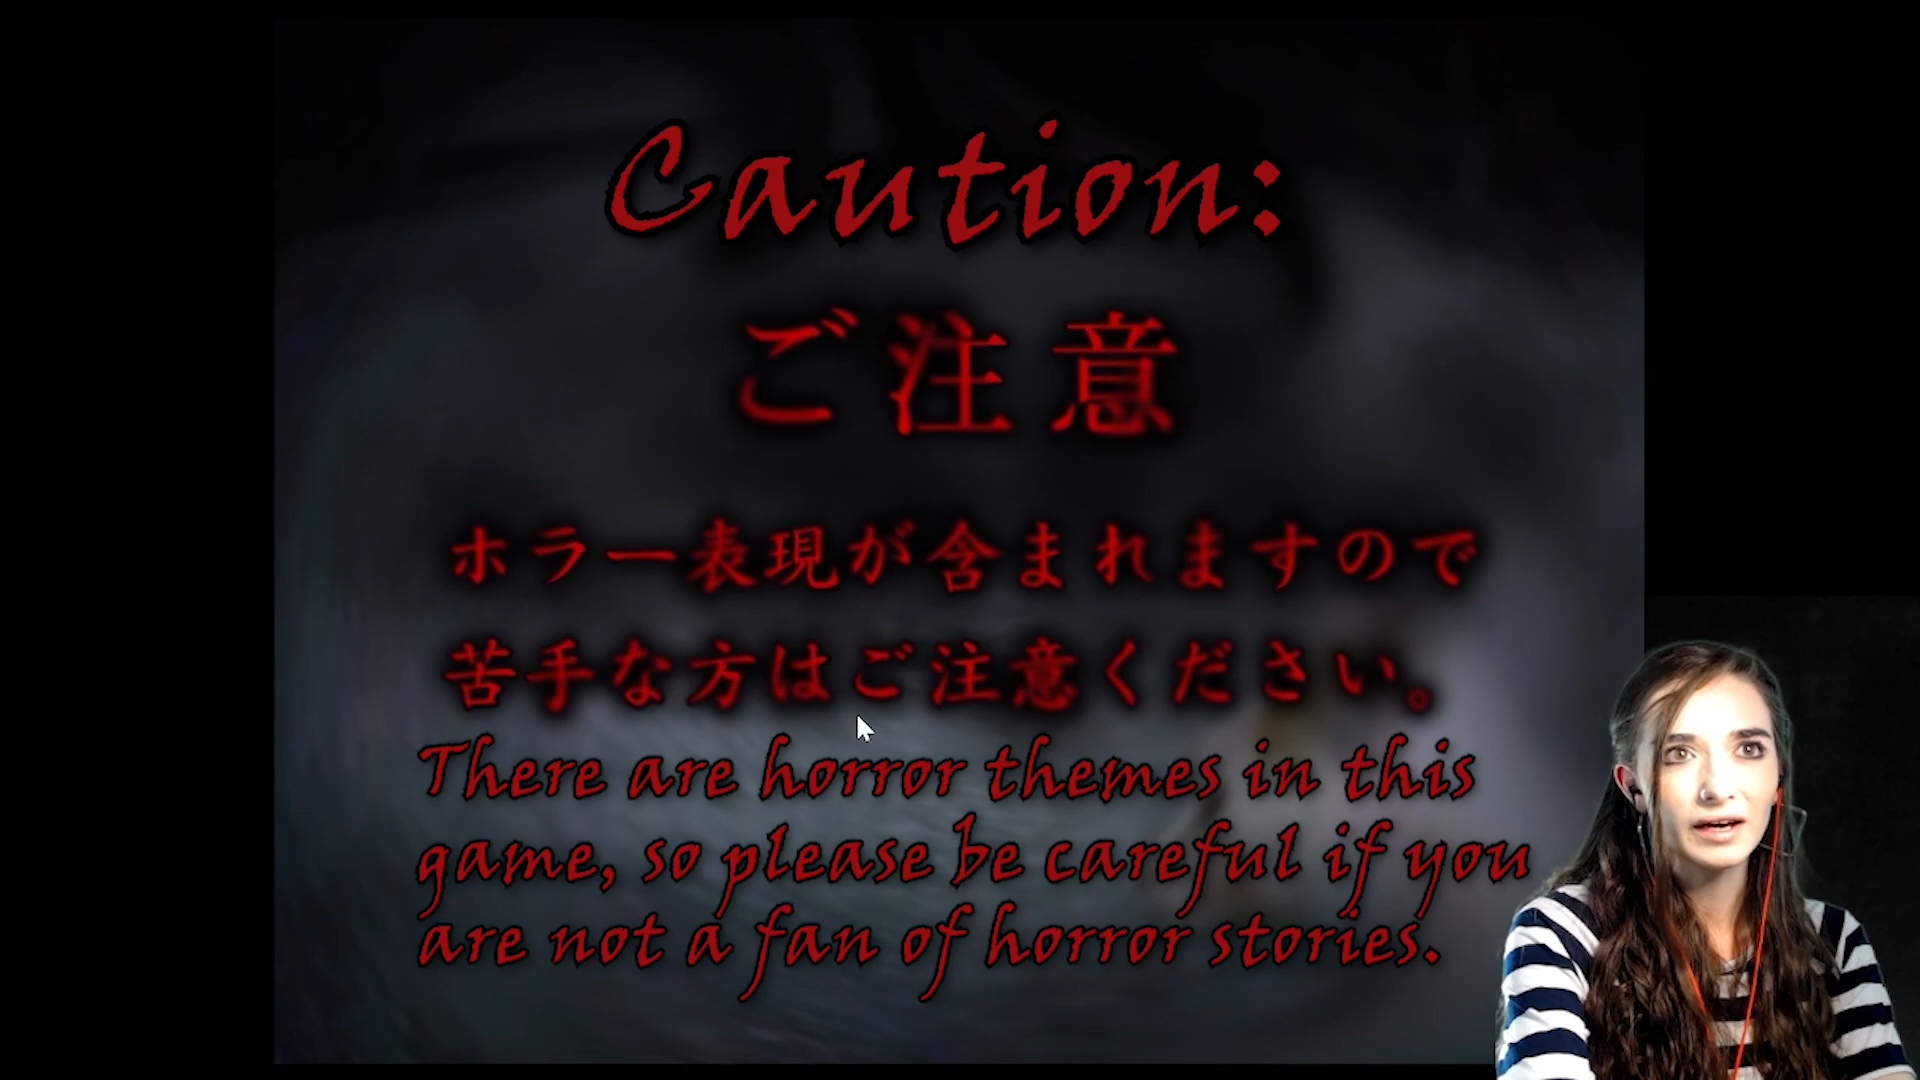 Caution:
ご注意
ホラー表現が含まれますので
苦手な方はご注意ください。
There are horror themes in this
game, so please be careful if you
are not a fan of horror stories.